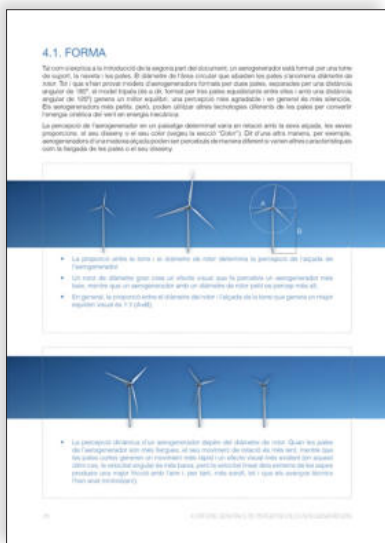 4.1. FORMA
Tal com s'explica a la introducció de la segona part del document, un aerogenerador està format per una torre
de suport, la navete i les pales. El diàmetre de l'àrea circular que abasten les pales s'anomena diàmetre de
rotor. Tot i que s'han provat models d'aerogeneradors formats per dues pales, separades per una distància
angular de 180º, el model tripala (és a dir, format per tres pales equidistants entre elles i amb una distància
angular de 120º) genera un millor equilibri, una percepció més agradable i en general és més silenciós.
Els aerogeneradors més petits, però, poden utilitzar altres tecnologies diferents de les pales per convertir
l'energia cinètica del vent en energia mecànica.
La percepció de l'aerogenerador en un paisatge determinat varia en relació amb la seva alçada, les seves
proporcions, el seu disseny o el seu color (vegeu la secció "Color"). Dit d'una altra manera, per exemple,
aerogeneradors d'una mateixa alçada poden ser percebuts de manera diferent si varien altres característiques
com la llargada de les pales o el seu disseny.
A
B
La proporció entre la torre i el diàmetre de rotor determina la percepció de l'alçada de
l'aerogenerador.
Un rotor de diàmetre gran crea un efecte visual que fa percebre un aerogenerador més
baix, mentre que un aerogenerador amb un diàmetre de rotor petit es percep més alt.
En general, la proporció entre el diàmetre del rotor i l'alçada de la torre que genera un major
equilibri visual és 1:1 (A=B).
La percepció dinàmica d'un aerogenerador depèn del diàmetre de rotor. Quan les pales
de l'aerogenerador són més llargues, el seu moviment de rotació és més lent, mentre que
les pales curtes generen un moviment més ràpid i un efecte visual més evident (en aquest
últim cas, la velocitat angular és més baixa, però la velocitat lineal dels extrems de les aspes
produeix una major fricció amb l'aire i, per tant, més soroll, tot i que els avenços tècnics
l'han anat minimitzant).